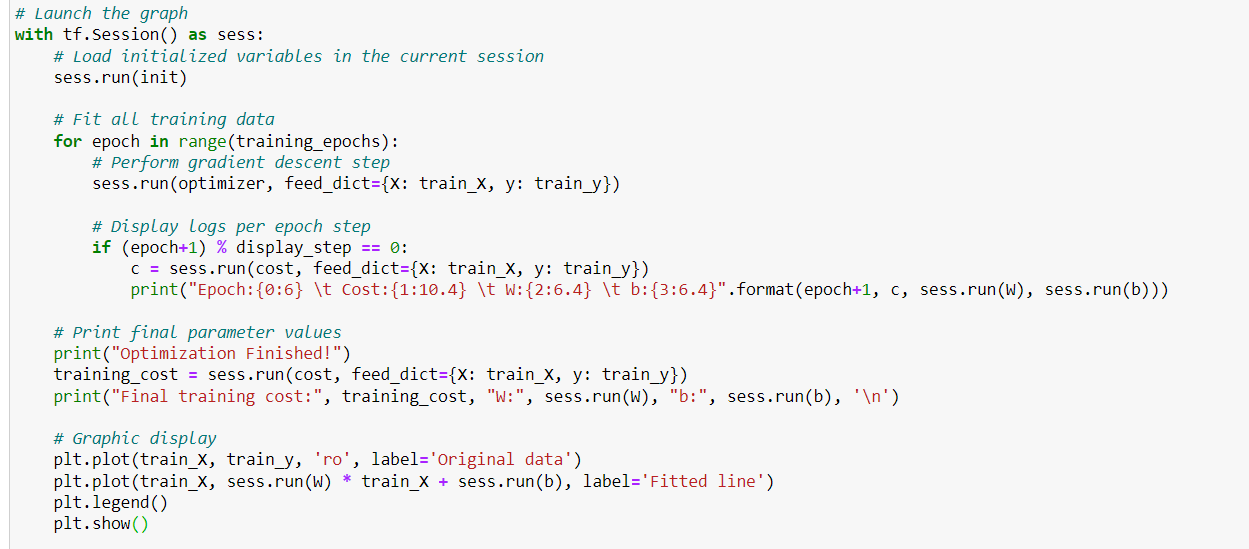 # Launch the graph
with tf.Session() as sess:
    # Load initialized variables in the current session
    sess.run(init)

    # Fit all training data
    for epoch in range(training_epochs):
        # Perform gradient descent step
        sess.run(optimizer, feed_dict={X: train_X, y: train_y})

        # Display logs per epoch step
        if (epoch+1) % display_step == 0:
            c = sess.run(cost, feed_dict={X: train_X, y: train_y})
            print("Epoch:{0:6} \t Cost:{1:10.4} \t W:{2:6.4} \t b:{3:6.4}".format(epoch+1, c, sess.run(W), sess.run(b)))

    # Print final parameter values
    print("Optimization Finished!")
    training_cost = sess.run(cost, feed_dict={X: train_X, y: train_y})
    print("Final training cost:", training_cost, "W:", sess.run(W), "b:", sess.run(b), '\n')

    # Graphic display
    plt.plot(train_X, train_y, 'ro', label='Original data')
    plt.plot(train_X, sess.run(W) * train_X + sess.run(b), label='Fitted line')
    plt.legend()
    plt.show()